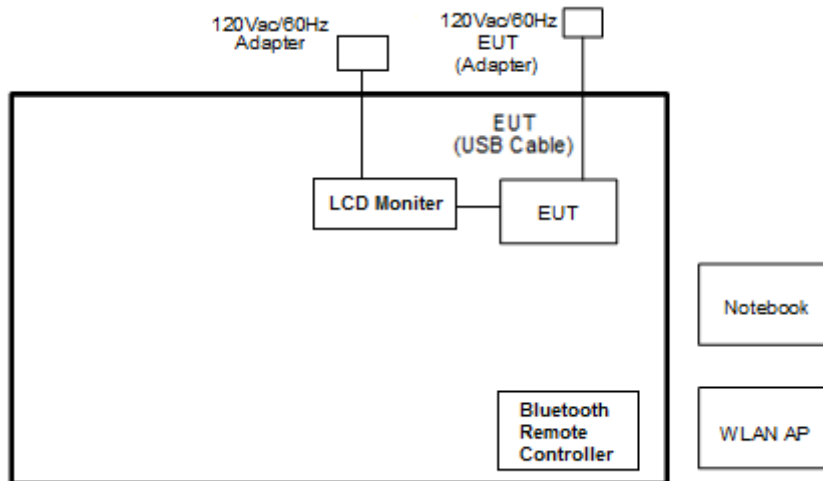 120Vac/60Hz
Adapter
120Vac/60Hz
EUT
(Adapter)
EUT
(USB Cable)
LCD Moniter
EUT
Notebook
Bluetooth
Remote
Controller
WLAN AP